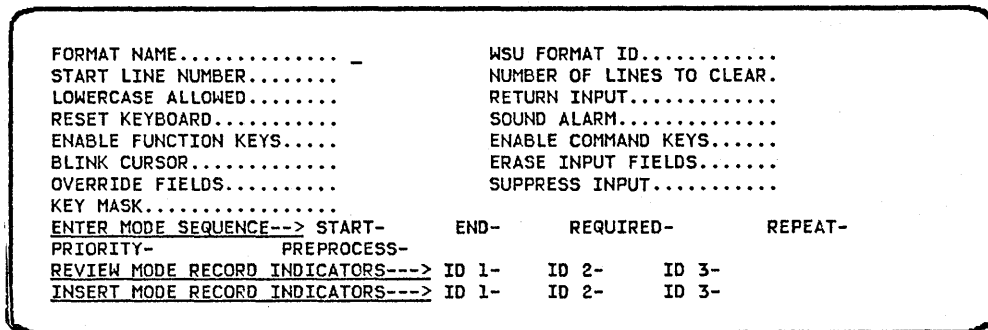 FORMAT NAME.............. _ WSU FORMAT ID............
START LINE NUMBER........ NUMBER OF LINES TO CLEAR.
LOWERCASE ALLOWED........ RETURN INPUT.............
RESET KEYBOARD........... SOUND ALARM..............
ENABLE FUNCTION KEYS..... ENABLE COMMAND KEYS......
BLINK CURSOR............. ERASE INPUT FIELDS.......
OVERRIDE FIELDS.......... SUPPRESS INPUT...........
KEY MASK.................
ENTER MODE SEQUENCE--> START- END- REQUIRED- REPEAT-
PRIORITY- PREPROCESS-
REVIEW MODE RECORD INDICATORS---> ID 1- ID 2- ID 3-
INSERT MODE RECORD INDICATORS---> ID 1- ID 2- ID 3-